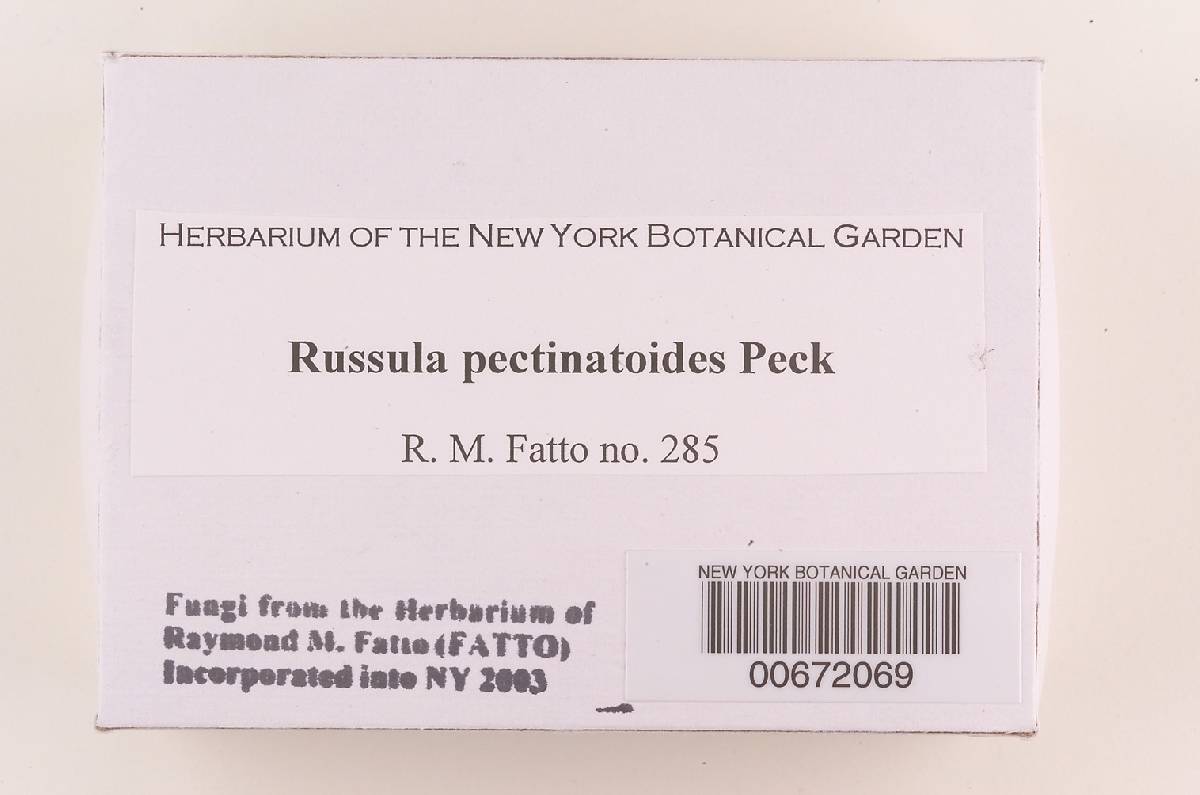 HERBARIUM OF THE NEW YORK BOTANICAL GARDEN
Russula pectinatoides Peck
R. M. Fatto no. 285
Fungi from the Herbarium of
Raymond M. Fatto (FATTO)
Incorporated into NY 2003
NEW YORK BOTANICAL GARDEN
00672069